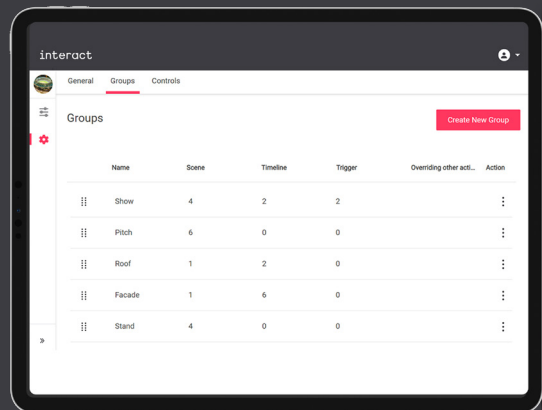 interact
General Groups Controls
Groups
Create New Group
Name Scene Timeline Trigger Overriding other acti... Action
Show 4 2 2
Pitch 6 0 0
Roof 1 2 0
Facade 1 6 0
Stand 4 0 0